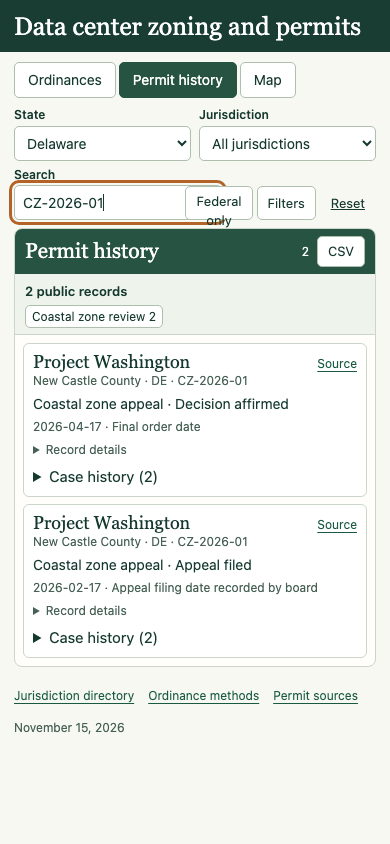 Data center zoning and permits
Ordinances Permit history Map
State Jurisdiction
Delaware All jurisdictions
Search
CZ-2026-01 Federal only Filters Reset
Permit history 2 CSV
2 public records
Coastal zone review 2
Project Washington Source
New Castle County · DE · CZ-2026-01
Coastal zone appeal · Decision affirmed
2026-04-17 · Final order date
Record details
Case history (2)
Project Washington Source
New Castle County · DE · CZ-2026-01
Coastal zone appeal · Appeal filed
2026-02-17 · Appeal filing date recorded by board
Record details
Case history (2)
Jurisdiction directory Ordinance methods Permit sources
November 15, 2026